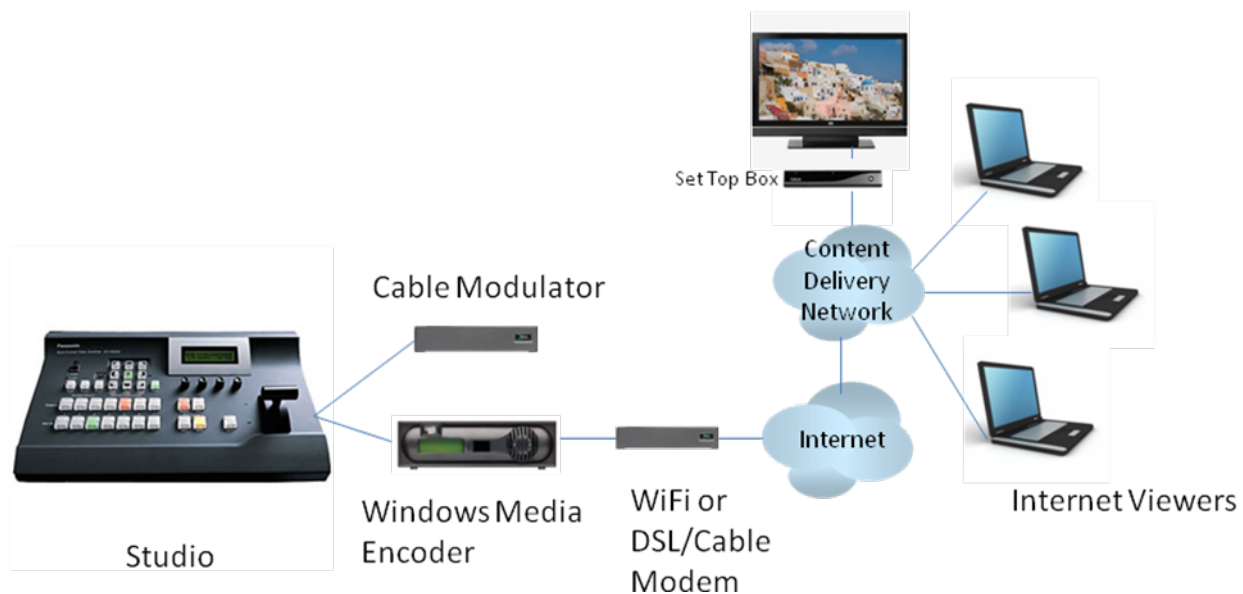 Set Top Box
Content
Delivery
Network
Cable Modulator
Panasonic
Internet
Windows Media
Encoder
WiFi or
DSL/Cable
Modem
Internet Viewers
Studio